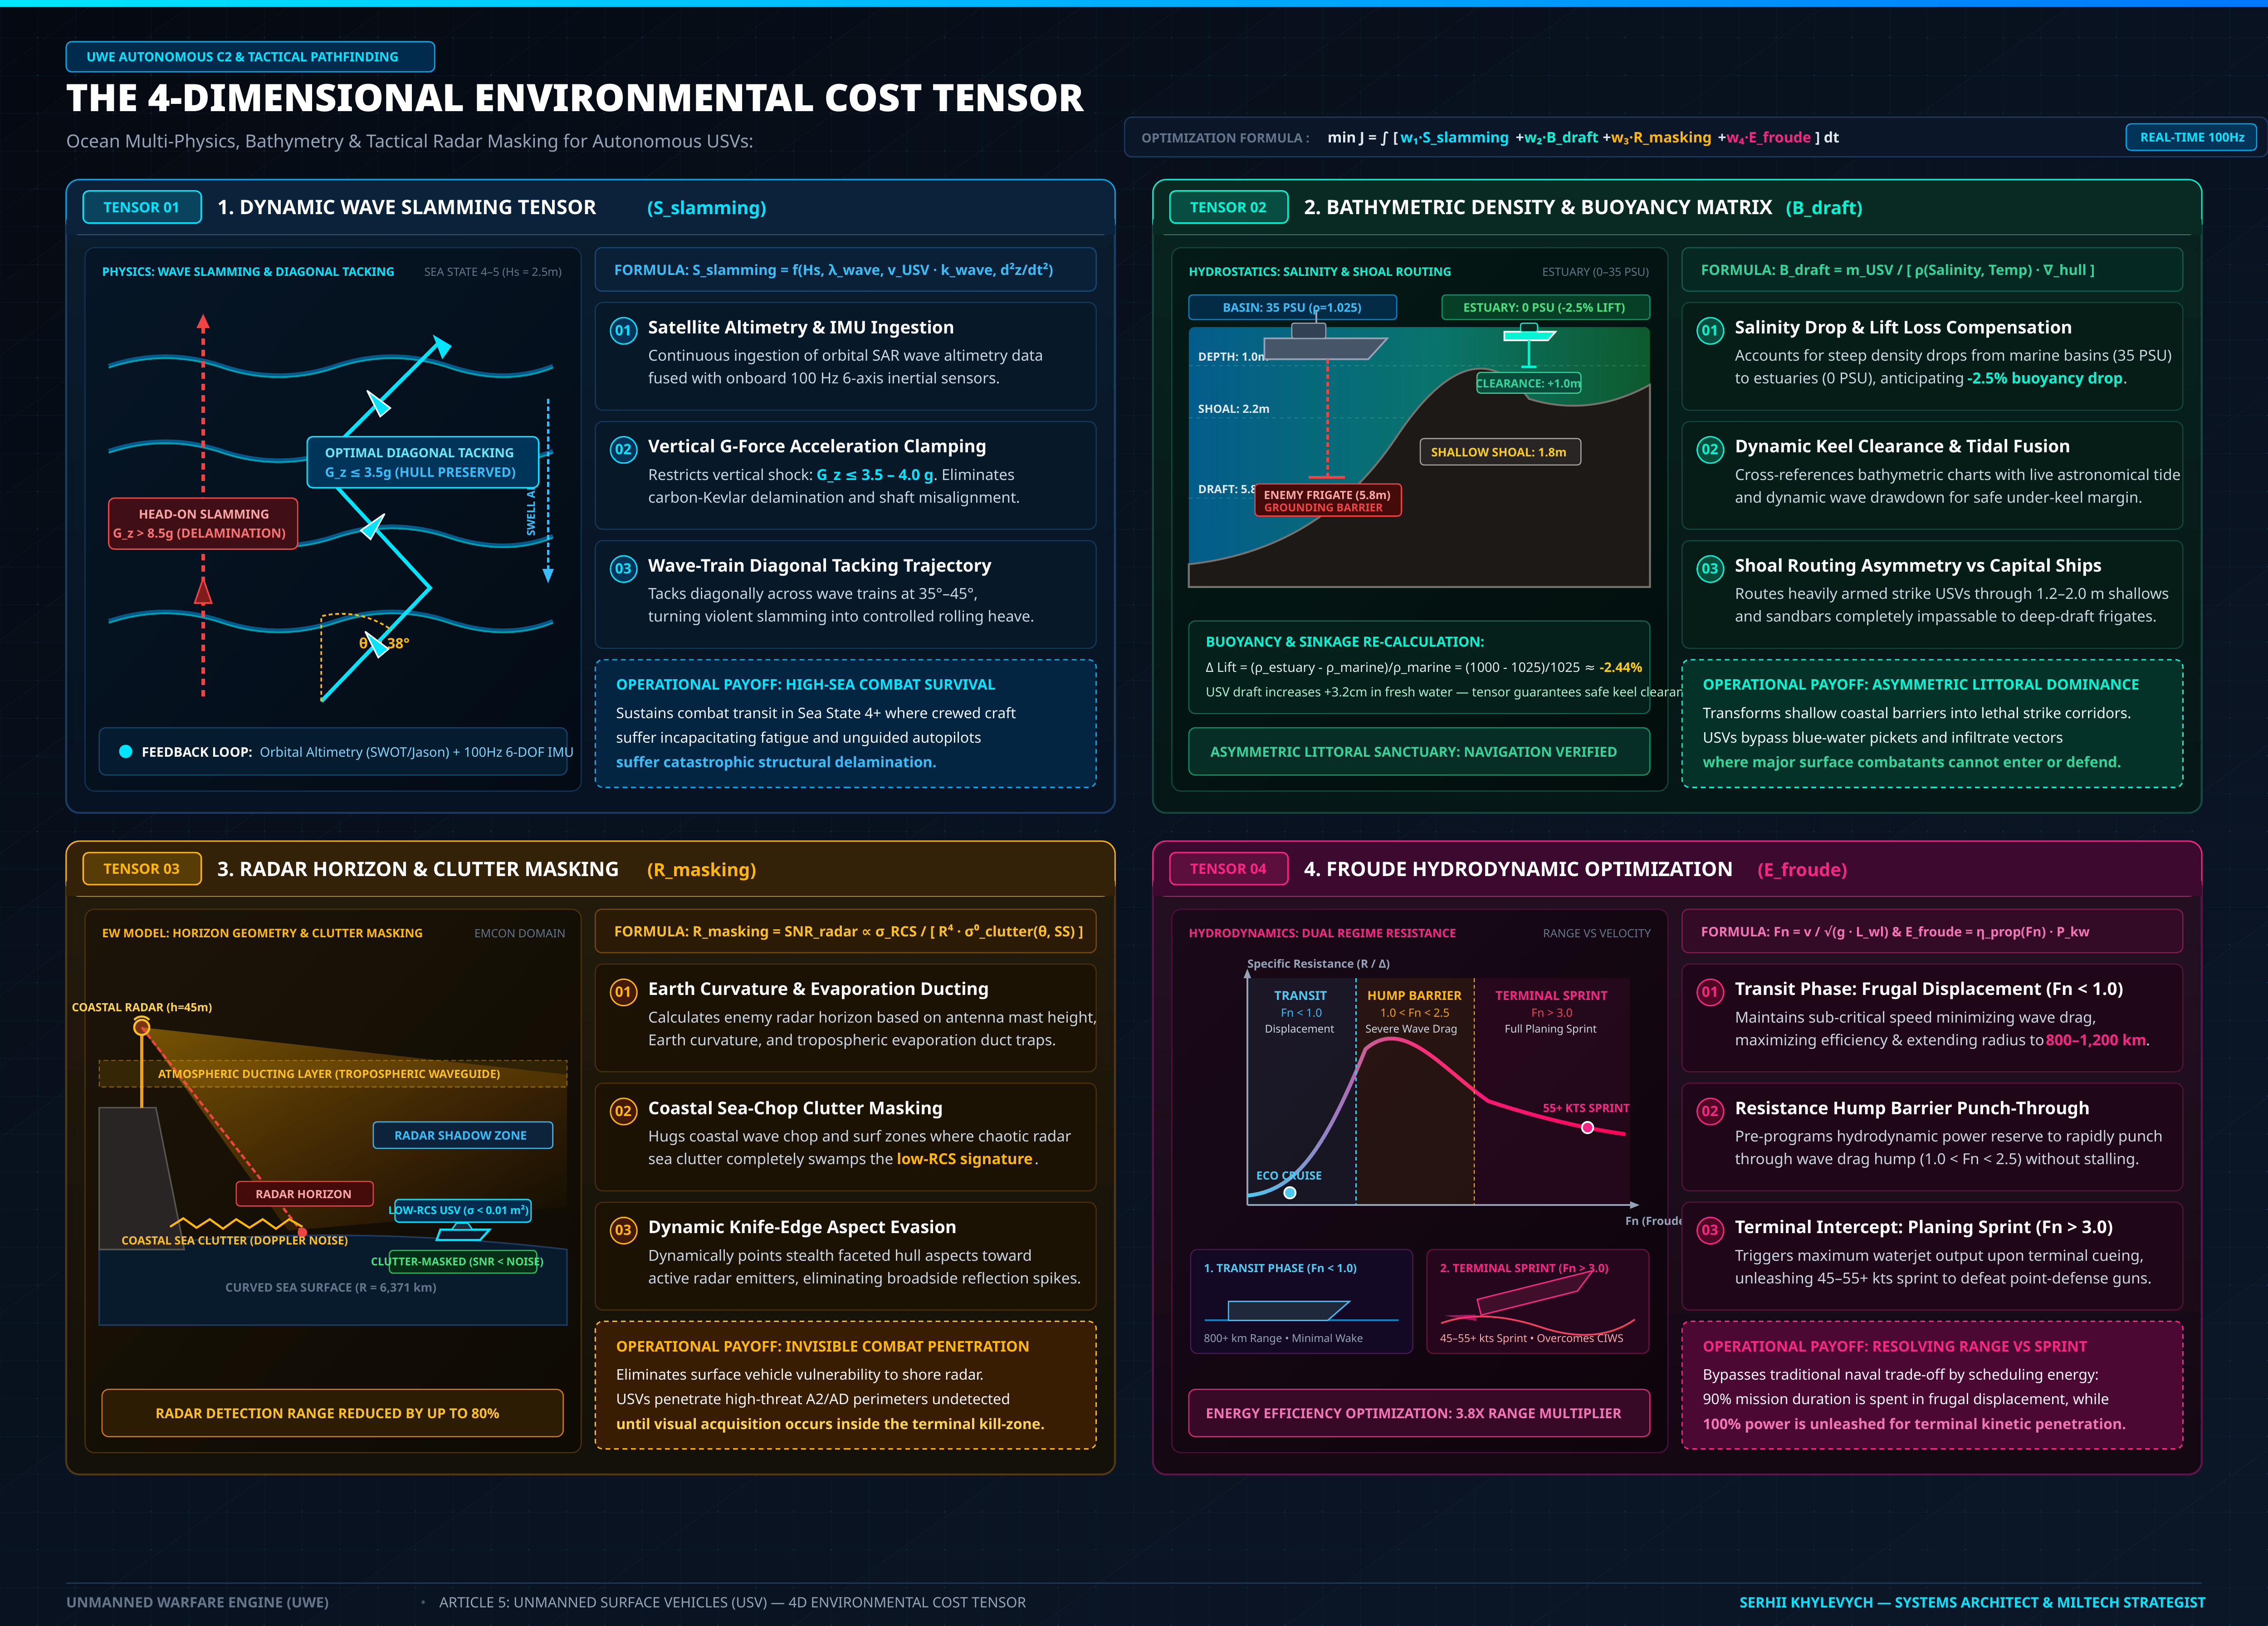 UWE AUTONOMOUS C2 & TACTICAL PATHFINDING
THE 4-DIMENSIONAL ENVIRONMENTAL COST TENSOR
Ocean Multi-Physics, Bathymetry & Tactical Radar Masking for Autonomous USVs:
OPTIMIZATION FORMULA : min J = ∫ [ w₁·S_slamming +w₂·B_draft +w₃·R_masking +w₄·E_froude ] dt
REAL-TIME 100Hz
TENSOR 01
1. DYNAMIC WAVE SLAMMING TENSOR (S_slamming)
PHYSICS: WAVE SLAMMING & DIAGONAL TACKING
SEA STATE 4–5 (Hs = 2.5m)
OPTIMAL DIAGONAL TACKING
G_z ≤ 3.5g (HULL PRESERVED)
SWELL
HEAD-ON SLAMMING
G_z > 8.5g (DELAMINATION)
θ 38°
FEEDBACK LOOP: Orbital Altimetry (SWOT/Jason) + 100Hz 6-DOF IMU
FORMULA: S_slamming = f(Hs, λ_wave, v_USV · k_wave, d²z/dt²)
01 Satellite Altimetry & IMU Ingestion
Continuous ingestion of orbital SAR wave altimetry data
fused with onboard 100 Hz 6-axis inertial sensors.
02 Vertical G-Force Acceleration Clamping
Restricts vertical shock: G_z ≤ 3.5 – 4.0 g. Eliminates
carbon-Kevlar delamination and shaft misalignment.
03 Wave-Train Diagonal Tacking Trajectory
Tacks diagonally across wave trains at 35°–45°,
turning violent slamming into controlled rolling heave.
OPERATIONAL PAYOFF: HIGH-SEA COMBAT SURVIVAL
Sustains combat transit in Sea State 4+ where crewed craft
suffer incapacitating fatigue and unguided autopilots
suffer catastrophic structural delamination.
TENSOR 02
2. BATHYMETRIC DENSITY & BUOYANCY MATRIX (B_draft)
HYDROSTATICS: SALINITY & SHOAL ROUTING
ESTUARY (0–35 PSU)
BASIN: 35 PSU (ρ=1.025)
ESTUARY: 0 PSU (-2.5% LIFT)
DEPTH: 1.0m
CLEARANCE: +1.0m
SHOAL: 2.2m
SHALLOW SHOAL: 1.8m
DRAFT: 5.8
ENEMY FRIGATE (5.8m)
GROUNDING BARRIER
BUOYANCY & SINKAGE RE-CALCULATION:
Δ Lift = (ρ_estuary - ρ_marine)/ρ_marine = (1000 - 1025)/1025 ≈ -2.44%
USV draft increases +3.2cm in fresh water — tensor guarantees safe keel clearan
ASYMMETRIC LITTORAL SANCTUARY: NAVIGATION VERIFIED
FORMULA: B_draft = m_USV / [ ρ(Salinity, Temp) · ∇_hull ]
01 Salinity Drop & Lift Loss Compensation
Accounts for steep density drops from marine basins (35 PSU)
to estuaries (0 PSU), anticipating -2.5% buoyancy drop.
02 Dynamic Keel Clearance & Tidal Fusion
Cross-references bathymetric charts with live astronomical tide
and dynamic wave drawdown for safe under-keel margin.
03 Shoal Routing Asymmetry vs Capital Ships
Routes heavily armed strike USVs through 1.2–2.0 m shallows
and sandbars completely impassable to deep-draft frigates.
OPERATIONAL PAYOFF: ASYMMETRIC LITTORAL DOMINANCE
Transforms shallow coastal barriers into lethal strike corridors.
USVs bypass blue-water pickets and infiltrate vectors
where major surface combatants cannot enter or defend.
TENSOR 03
3. RADAR HORIZON & CLUTTER MASKING (R_masking)
EW MODEL: HORIZON GEOMETRY & CLUTTER MASKING
EMCON DOMAIN
COASTAL RADAR (h=45m)
ATMOSPHERIC DUCTING LAYER (TROPOSPHERIC WAVEGUIDE)
RADAR SHADOW ZONE
RADAR HORIZON
LOW-RCS USV (σ < 0.01 m²)
COASTAL SEA CLUTTER (DOPPLER NOISE)
CLUTTER-MASKED (SNR < NOISE)
CURVED SEA SURFACE (R = 6,371 km)
RADAR DETECTION RANGE REDUCED BY UP TO 80%
FORMULA: R_masking = SNR_radar ∝ σ_RCS / [ R⁴ · σ⁰_clutter(θ, SS) ]
01 Earth Curvature & Evaporation Ducting
Calculates enemy radar horizon based on antenna mast height,
Earth curvature, and tropospheric evaporation duct traps.
02 Coastal Sea-Chop Clutter Masking
Hugs coastal wave chop and surf zones where chaotic radar
sea clutter completely swamps the low-RCS signature.
03 Dynamic Knife-Edge Aspect Evasion
Dynamically points stealth faceted hull aspects toward
active radar emitters, eliminating broadside reflection spikes.
OPERATIONAL PAYOFF: INVISIBLE COMBAT PENETRATION
Eliminates surface vehicle vulnerability to shore radar.
USVs penetrate high-threat A2/AD perimeters undetected
until visual acquisition occurs inside the terminal kill-zone.
TENSOR 04
4. FROUDE HYDRODYNAMIC OPTIMIZATION (E_froude)
HYDRODYNAMICS: DUAL REGIME RESISTANCE
RANGE VS VELOCITY
Specific Resistance (R / Δ)
TRANSIT
Fn < 1.0
Displacement
HUMP BARRIER
1.0 < Fn < 2.5
Severe Wave Drag
TERMINAL SPRINT
Fn > 3.0
Full Planing Sprint
55+ KTS SPRINT
ECO CRUISE
Fn (Froude
1. TRANSIT PHASE (Fn < 1.0)
800+ km Range • Minimal Wake
2. TERMINAL SPRINT (Fn > 3.0)
45–55+ kts Sprint • Overcomes CIWS
ENERGY EFFICIENCY OPTIMIZATION: 3.8X RANGE MULTIPLIER
FORMULA: Fn = v / √(g · L_wl) & E_froude = η_prop(Fn) · P_kw
01 Transit Phase: Frugal Displacement (Fn < 1.0)
Maintains sub-critical speed minimizing wave drag,
maximizing efficiency & extending radius to 800–1,200 km.
02 Resistance Hump Barrier Punch-Through
Pre-programs hydrodynamic power reserve to rapidly punch
through wave drag hump (1.0 < Fn < 2.5) without stalling.
03 Terminal Intercept: Planing Sprint (Fn > 3.0)
Triggers maximum waterjet output upon terminal cueing,
unleashing 45–55+ kts sprint to defeat point-defense guns.
OPERATIONAL PAYOFF: RESOLVING RANGE VS SPRINT
Bypasses traditional naval trade-off by scheduling energy:
90% mission duration is spent in frugal displacement, while
100% power is unleashed for terminal kinetic penetration.
UNMANNED WARFARE ENGINE (UWE) • ARTICLE 5: UNMANNED SURFACE VEHICLES (USV) — 4D ENVIRONMENTAL COST TENSOR
SERHII KHYLEVYCH — SYSTEMS ARCHITECT & MILTECH STRATEGIST